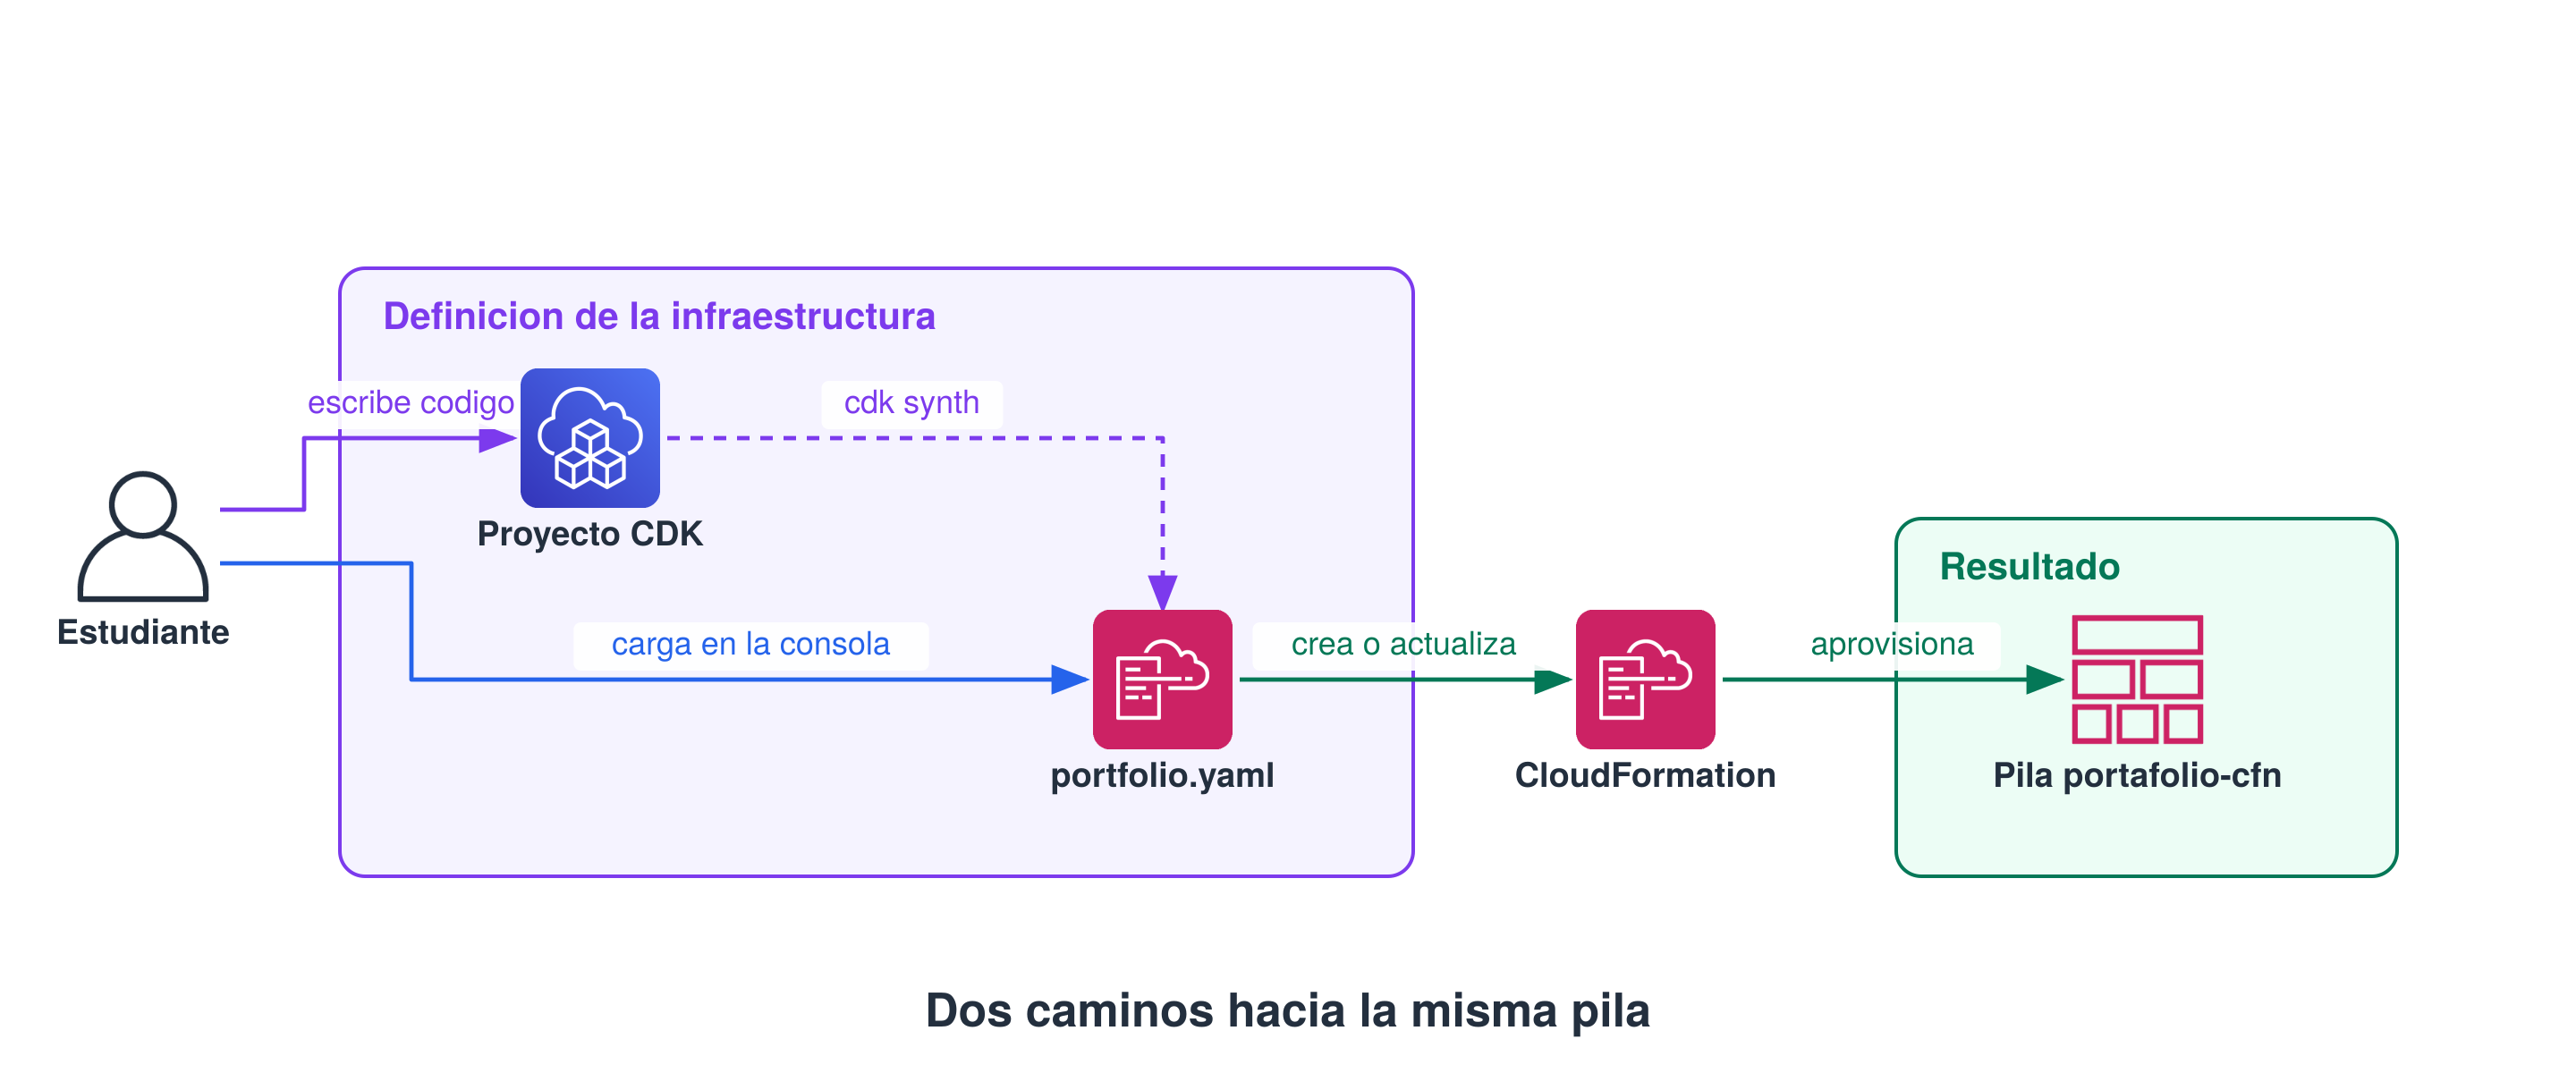 Definicion de la infraestructura
escribe codigo
cdk synth
Proyecto CDK
Estudiante
carga en la consola
portfolio.yaml
crea o actualiza
CloudFormation
aprovisiona
Resultado
Pila portafolio-cfn
Dos caminos hacia la misma pila